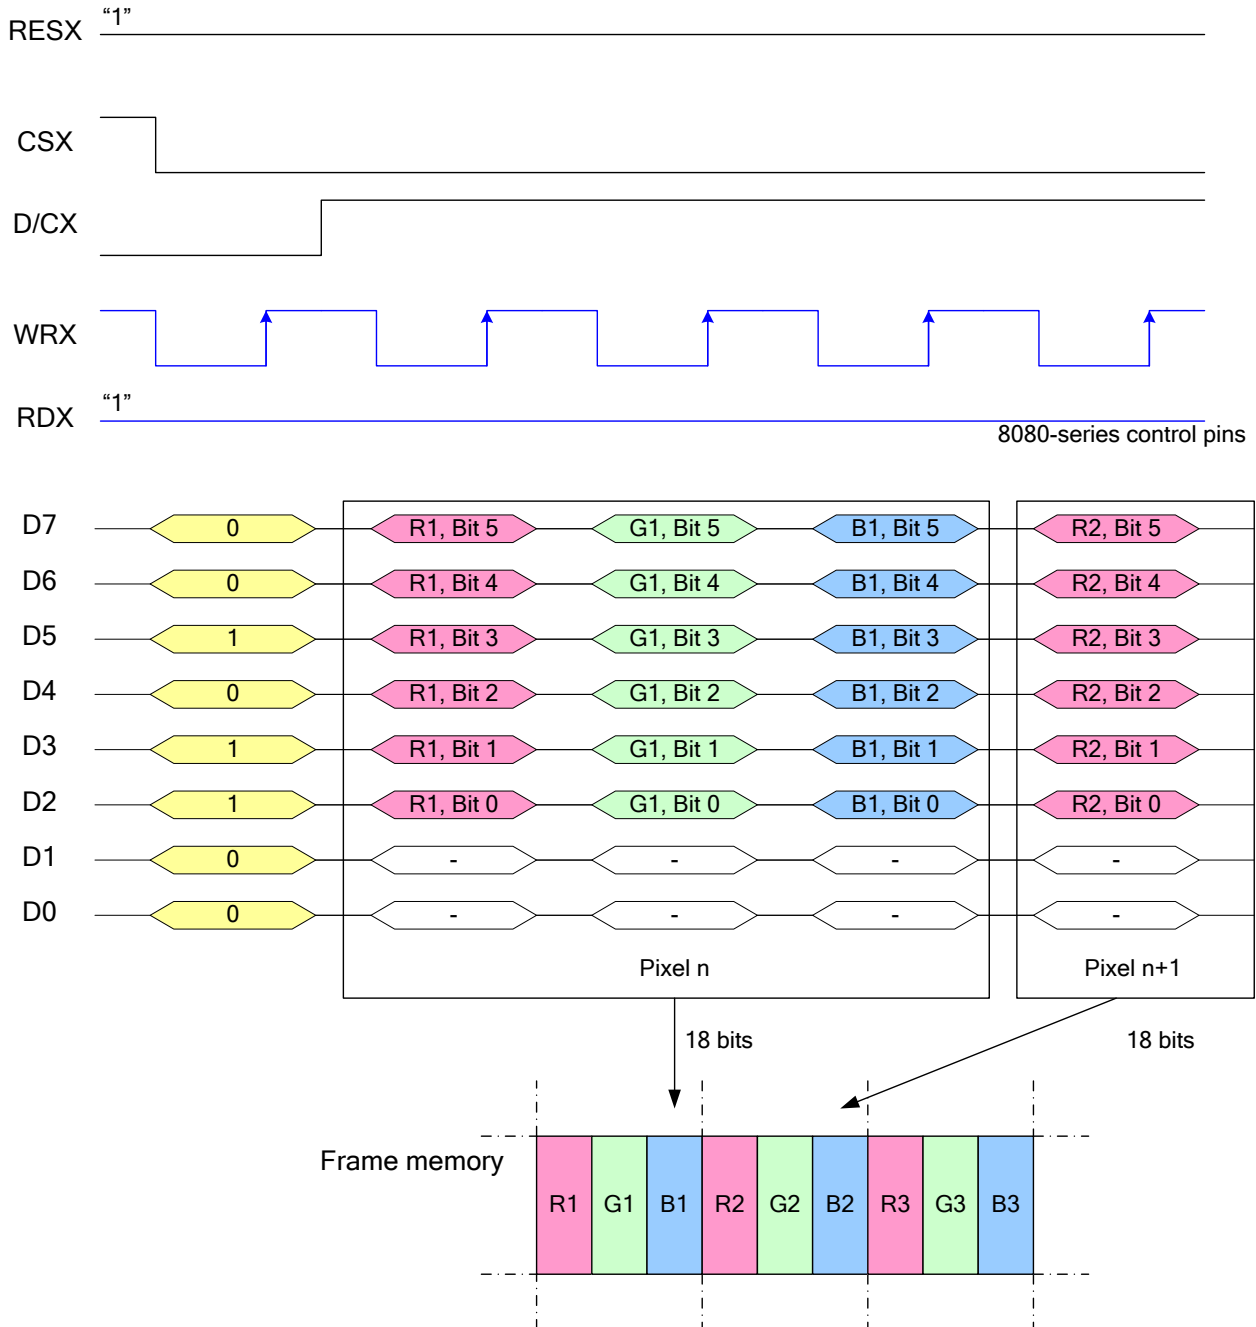 RESX “1”
CSX
D/CX
WRX
RDX “1”
8080-series control pins
D7 0 R1, Bit 5 G1, Bit 5 B1, Bit 5 R2, Bit 5
D6 0 R1, Bit 4 G1, Bit 4 B1, Bit 4 R2, Bit 4
D5 1 R1, Bit 3 G1, Bit 3 B1, Bit 3 R2, Bit 3
D4 0 R1, Bit 2 G1, Bit 2 B1, Bit 2 R2, Bit 2
D3 1 R1, Bit 1 G1, Bit 1 B1, Bit 1 R2, Bit 1
D2 1 R1, Bit 0 G1, Bit 0 B1, Bit 0 R2, Bit 0
D1 0 - - - -
D0 0 - - - -
Pixel n Pixel n+1
18 bits 18 bits
Frame memory
R1 G1 B1 R2 G2 B2 R3 G3 B3